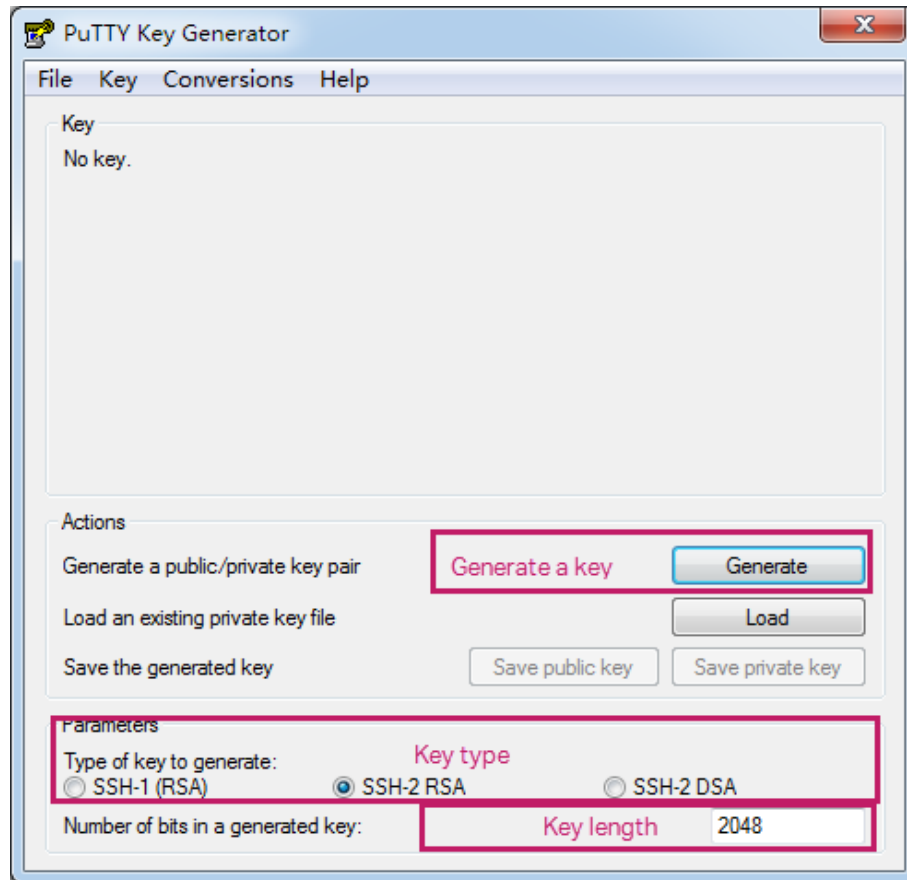 PuTTY Key Generator
File Key Conversions Help
Key
No key.
Actions
Generate a public/private key pair Generate a key Generate
Load an existing private key file Load
Save the generated key Save public key Save private key
Parameters
Type of key to generate: Key type
SSH-1 (RSA) SSH-2 RSA SSH-2 DSA
Number of bits in a generated key: Key length 2048